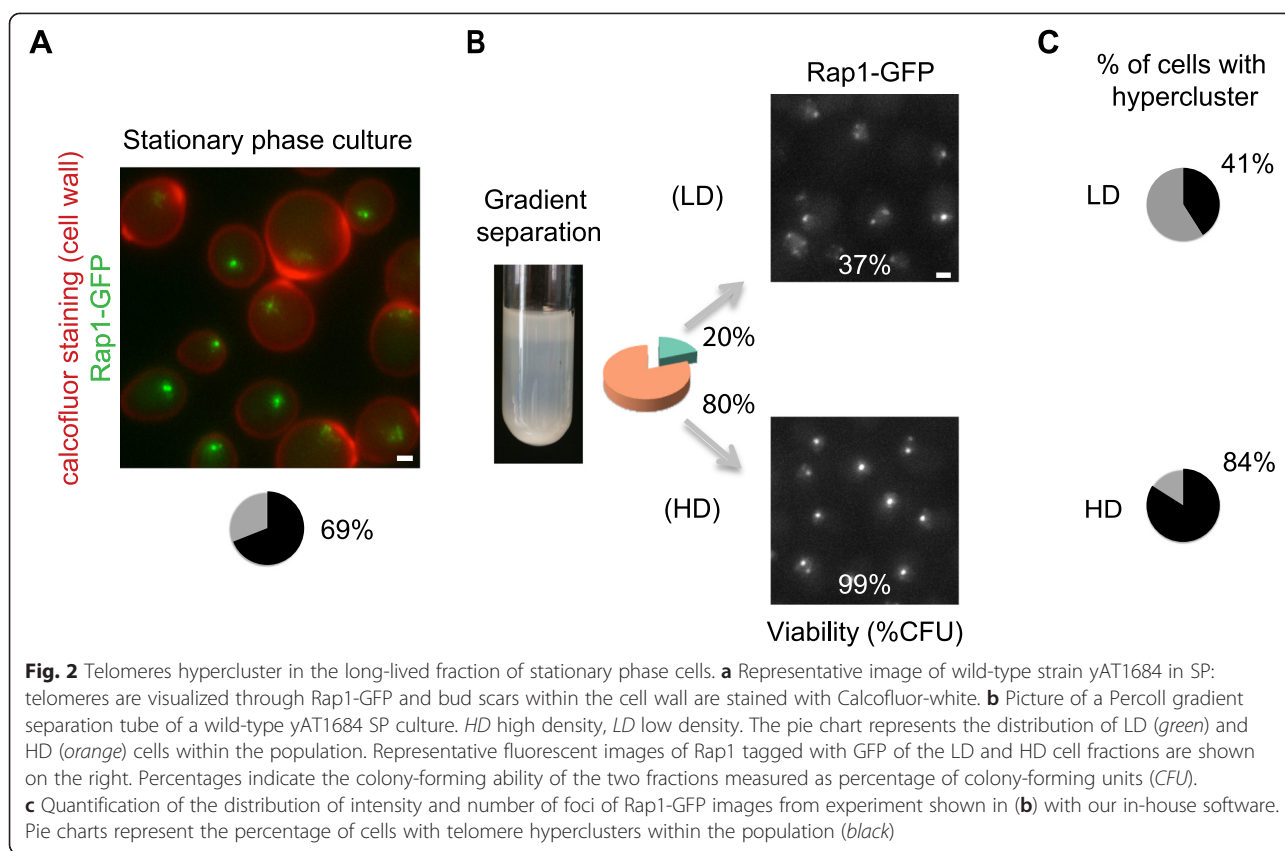 A
Stationary phase culture
calcofluor staining (cell wall)
Rap1-GFP
69%
B
Gradient
separation
20%
80%
Rap1-GFP
(LD)
37%
(HD)
99%
Viability (%CFU)
C
% of cells with
hypercluster
LD
41%
HD
84%
Fig. 2 Telomeres hypercluster in the long-lived fraction of stationary phase cells. a Representative image of wild-type strain yAT1684 in SP:
telomeres are visualized through Rap1-GFP and bud scars within the cell wall are stained with Calcofluor-white. b Picture of a Percoll gradient
separation tube of a wild-type yAT1684 SP culture. HD high density, LD low density. The pie chart represents the distribution of LD (green) and
HD (orange) cells within the population. Representative fluorescent images of Rap1 tagged with GFP of the LD and HD cell fractions are shown
on the right. Percentages indicate the colony-forming ability of the two fractions measured as percentage of colony-forming units (CFU).
c Quantification of the distribution of intensity and number of foci of Rap1-GFP images from experiment shown in (b) with our in-house software.
Pie charts represent the percentage of cells with telomere hyperclusters within the population (black)